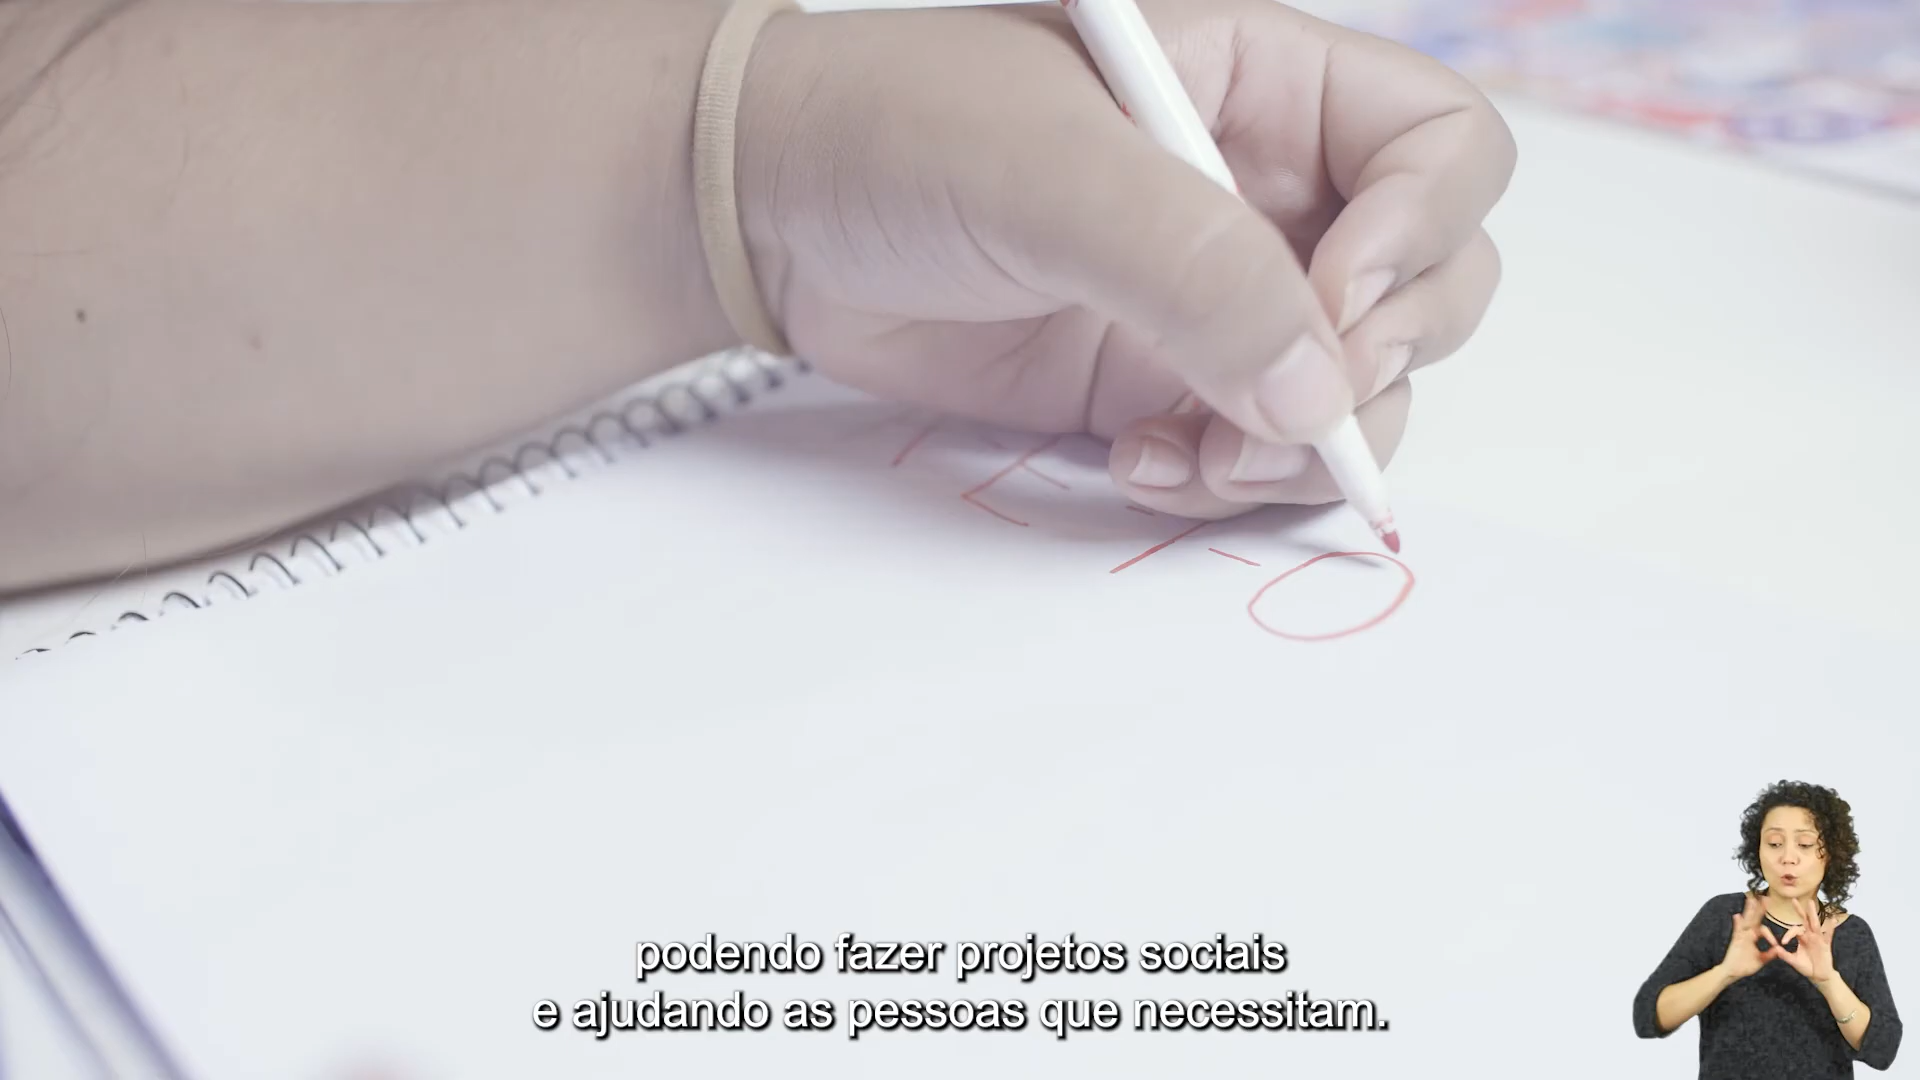 podendo fazer projetos sociais
e ajudando as pessoas que necessitam.